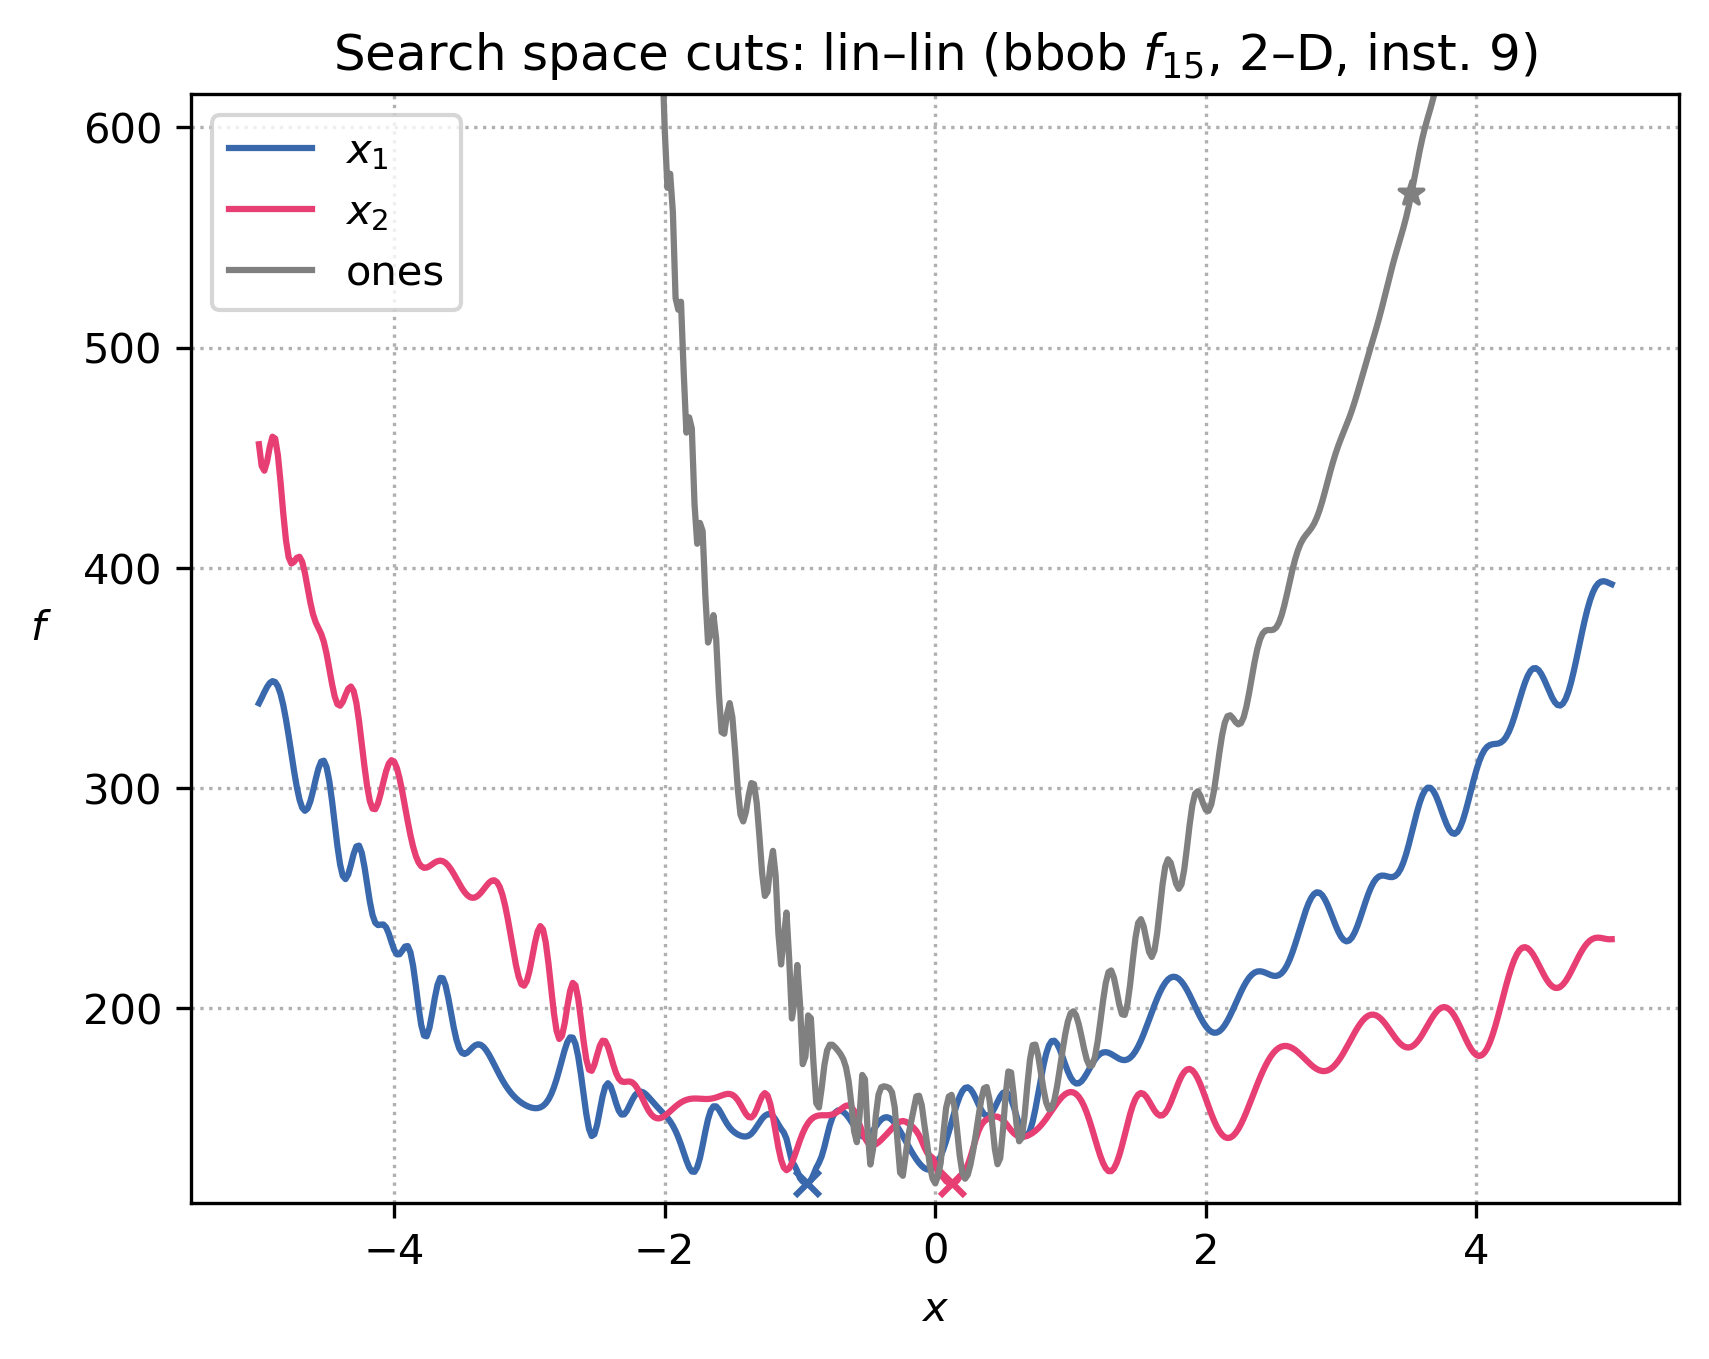 Search space cuts: lin–lin (bbob f₁₅, 2–D, inst. 9)
x₁
x₂
ones
600
500
400
300
200
f
−4
−2
0
2
4
x